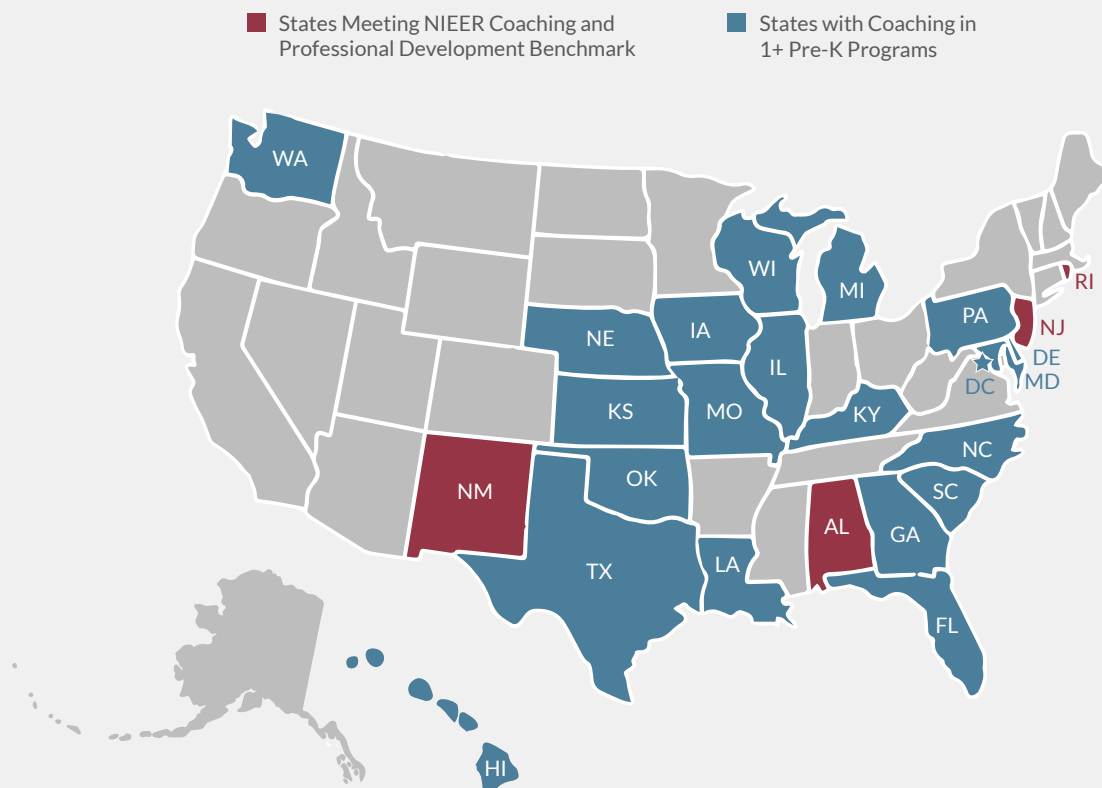 States Meeting NIEER Coaching and
Professional Development Benchmark
States with Coaching in
1+ Pre-K Programs
WA
WI
MI
RI
PA
NJ
NE
IA
DE
IL
DC
MD
KS
MO
KY
NC
OK
NM
SC
AL
GA
LA
TX
FL
HI